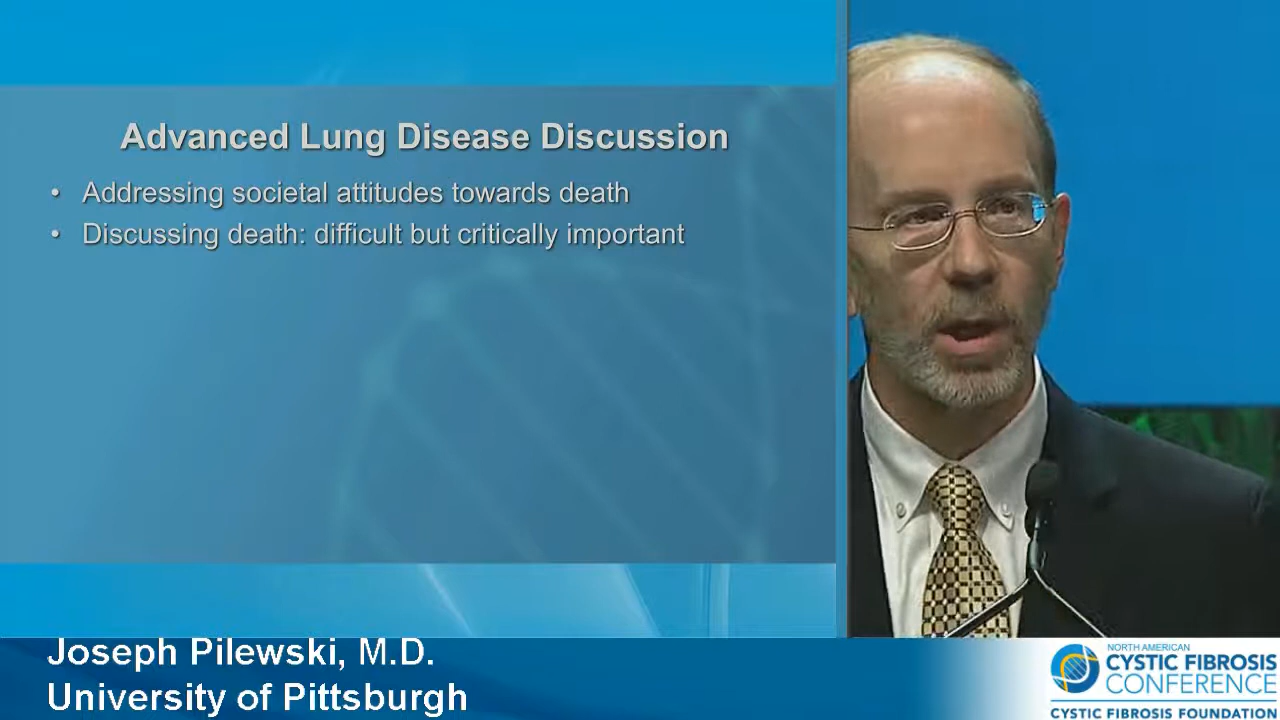 Advanced Lung Disease Discussion
• Addressing societal attitudes towards death
• Discussing death: difficult but critically important
Joseph Pilewski, M.D.
University of Pittsburgh
NORTH AMERICAN
CYSTIC FIBROSIS
CONFERENCE
CYSTIC FIBROSIS FOUNDATION